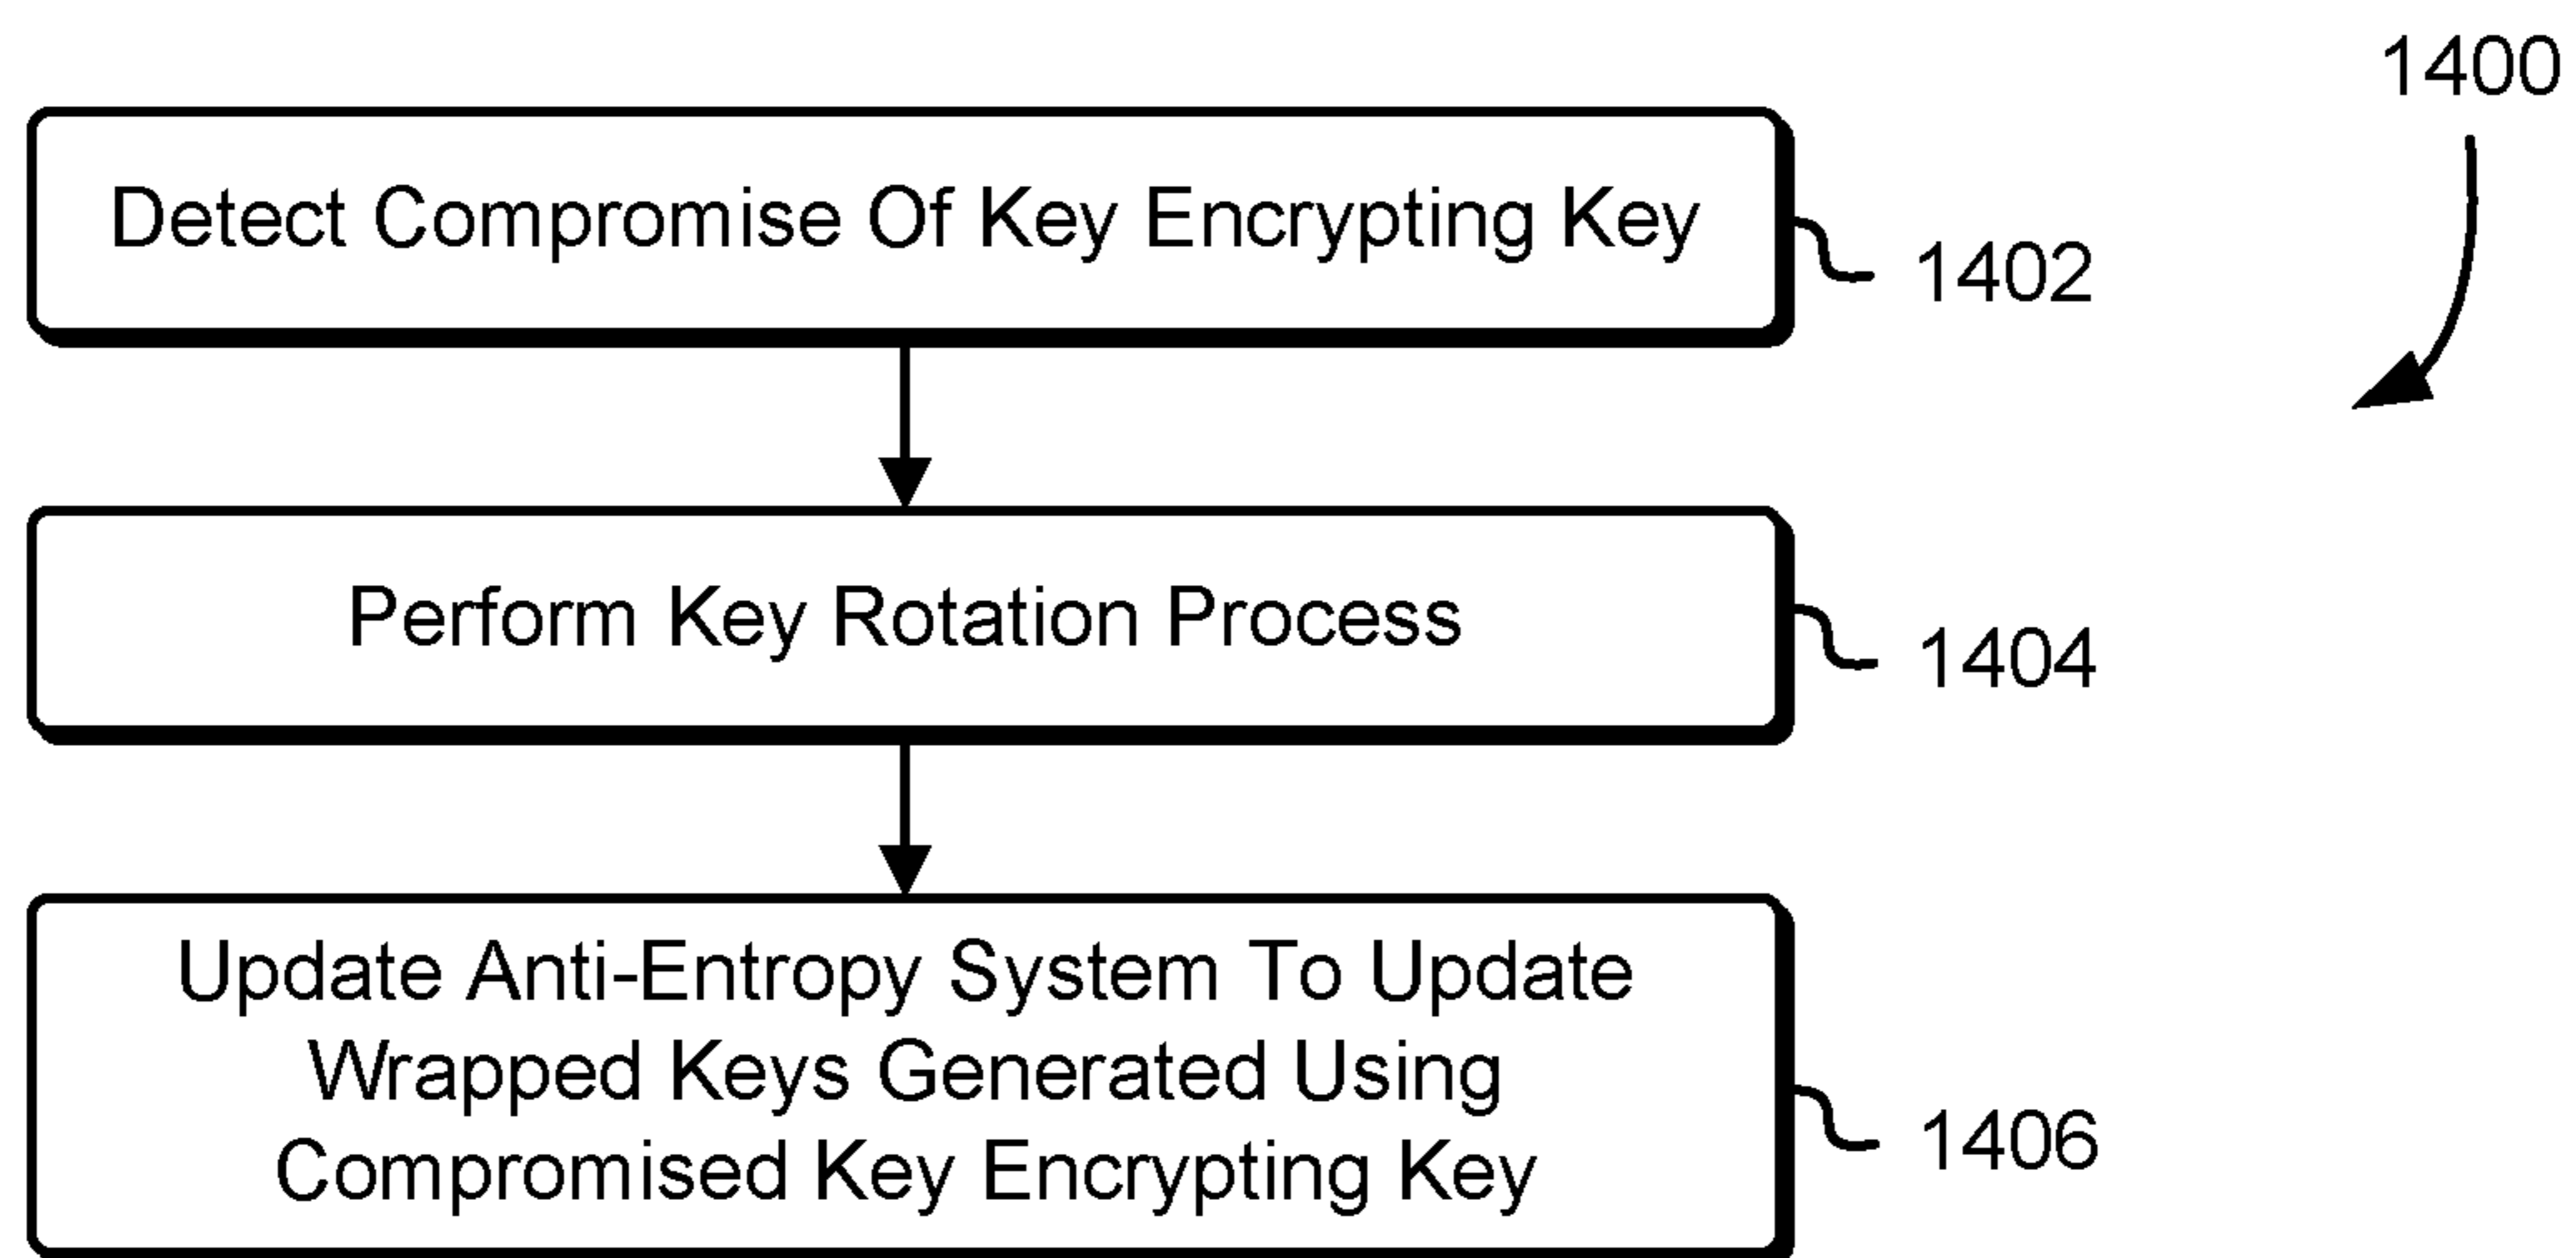 1400
Detect Compromise Of Key Encrypting Key
1402
Perform Key Rotation Process
1404
Update Anti-Entropy System To Update
Wrapped Keys Generated Using
Compromised Key Encrypting Key
1406